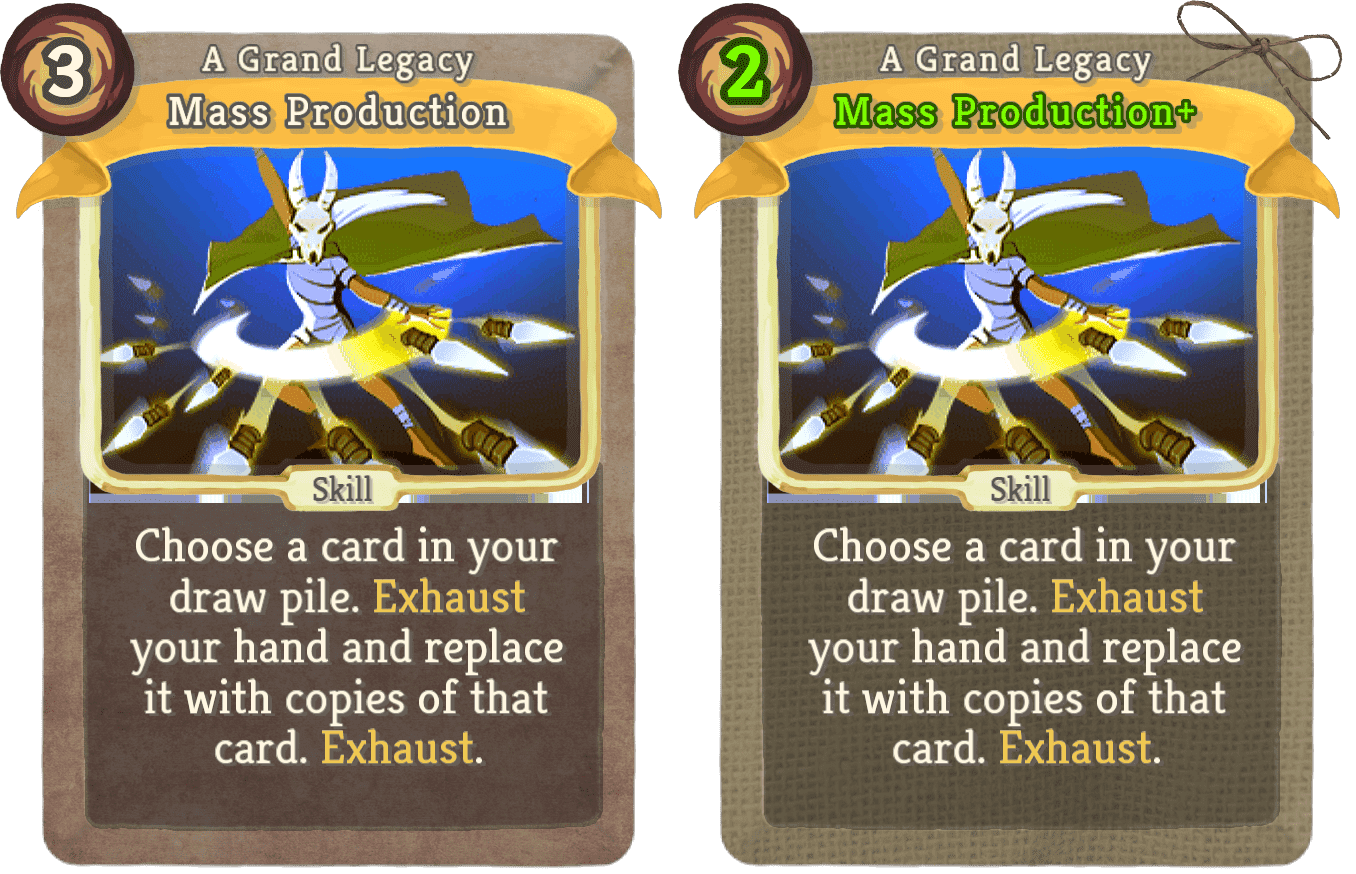 3
A Grand Legacy
Mass Production
Skill
Choose a card in your
draw pile. Exhaust
your hand and replace
it with copies of that
card. Exhaust.
2
A Grand Legacy
Mass Production+
Skill
Choose a card in your
draw pile. Exhaust
your hand and replace
it with copies of that
card. Exhaust.